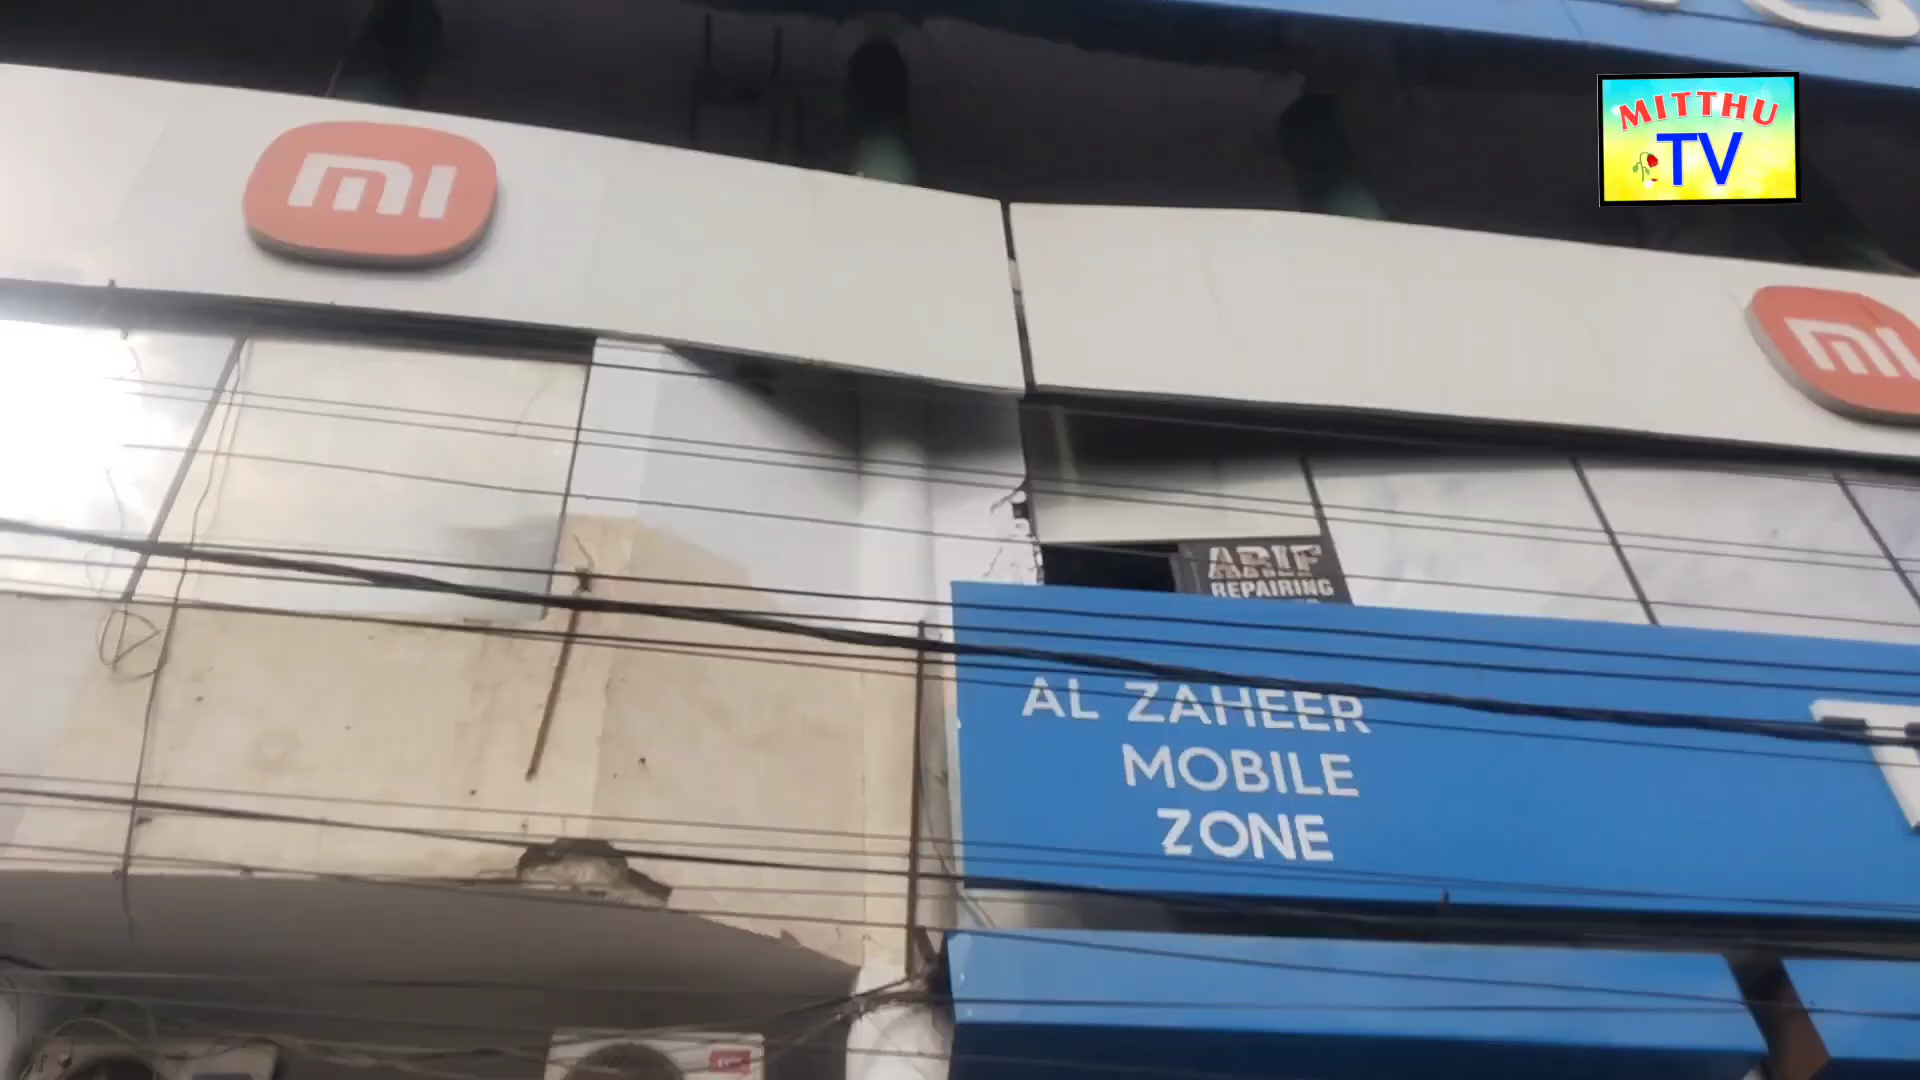 MITTHU
TV
mi
mi
ARIF
REPAIRING
AL ZAHEER
MOBILE
ZONE